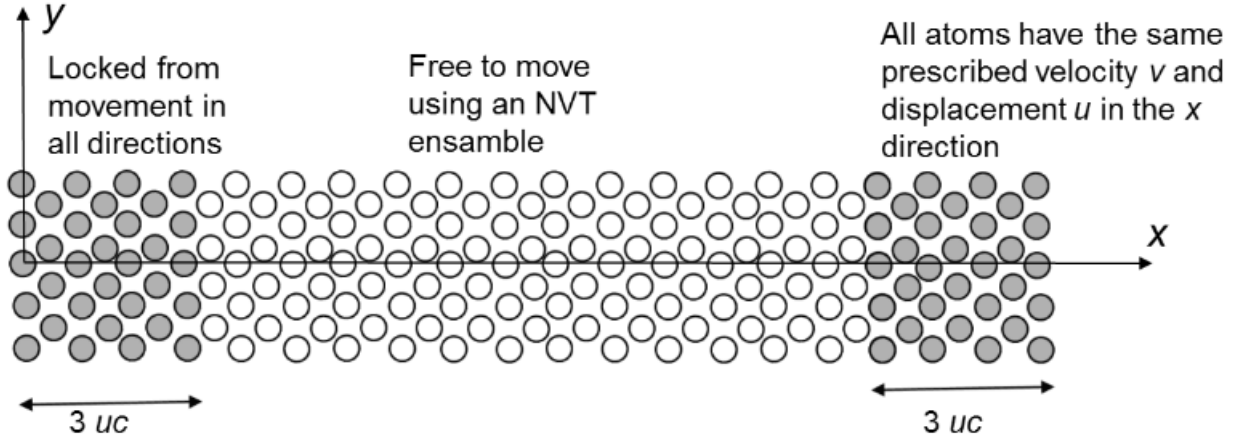 y
Locked from
movement in
all directions
Free to move
using an NVT
ensamble
All atoms have the same
prescribed velocity v and
displacement u in the x
direction
x
3 uc
3 uc